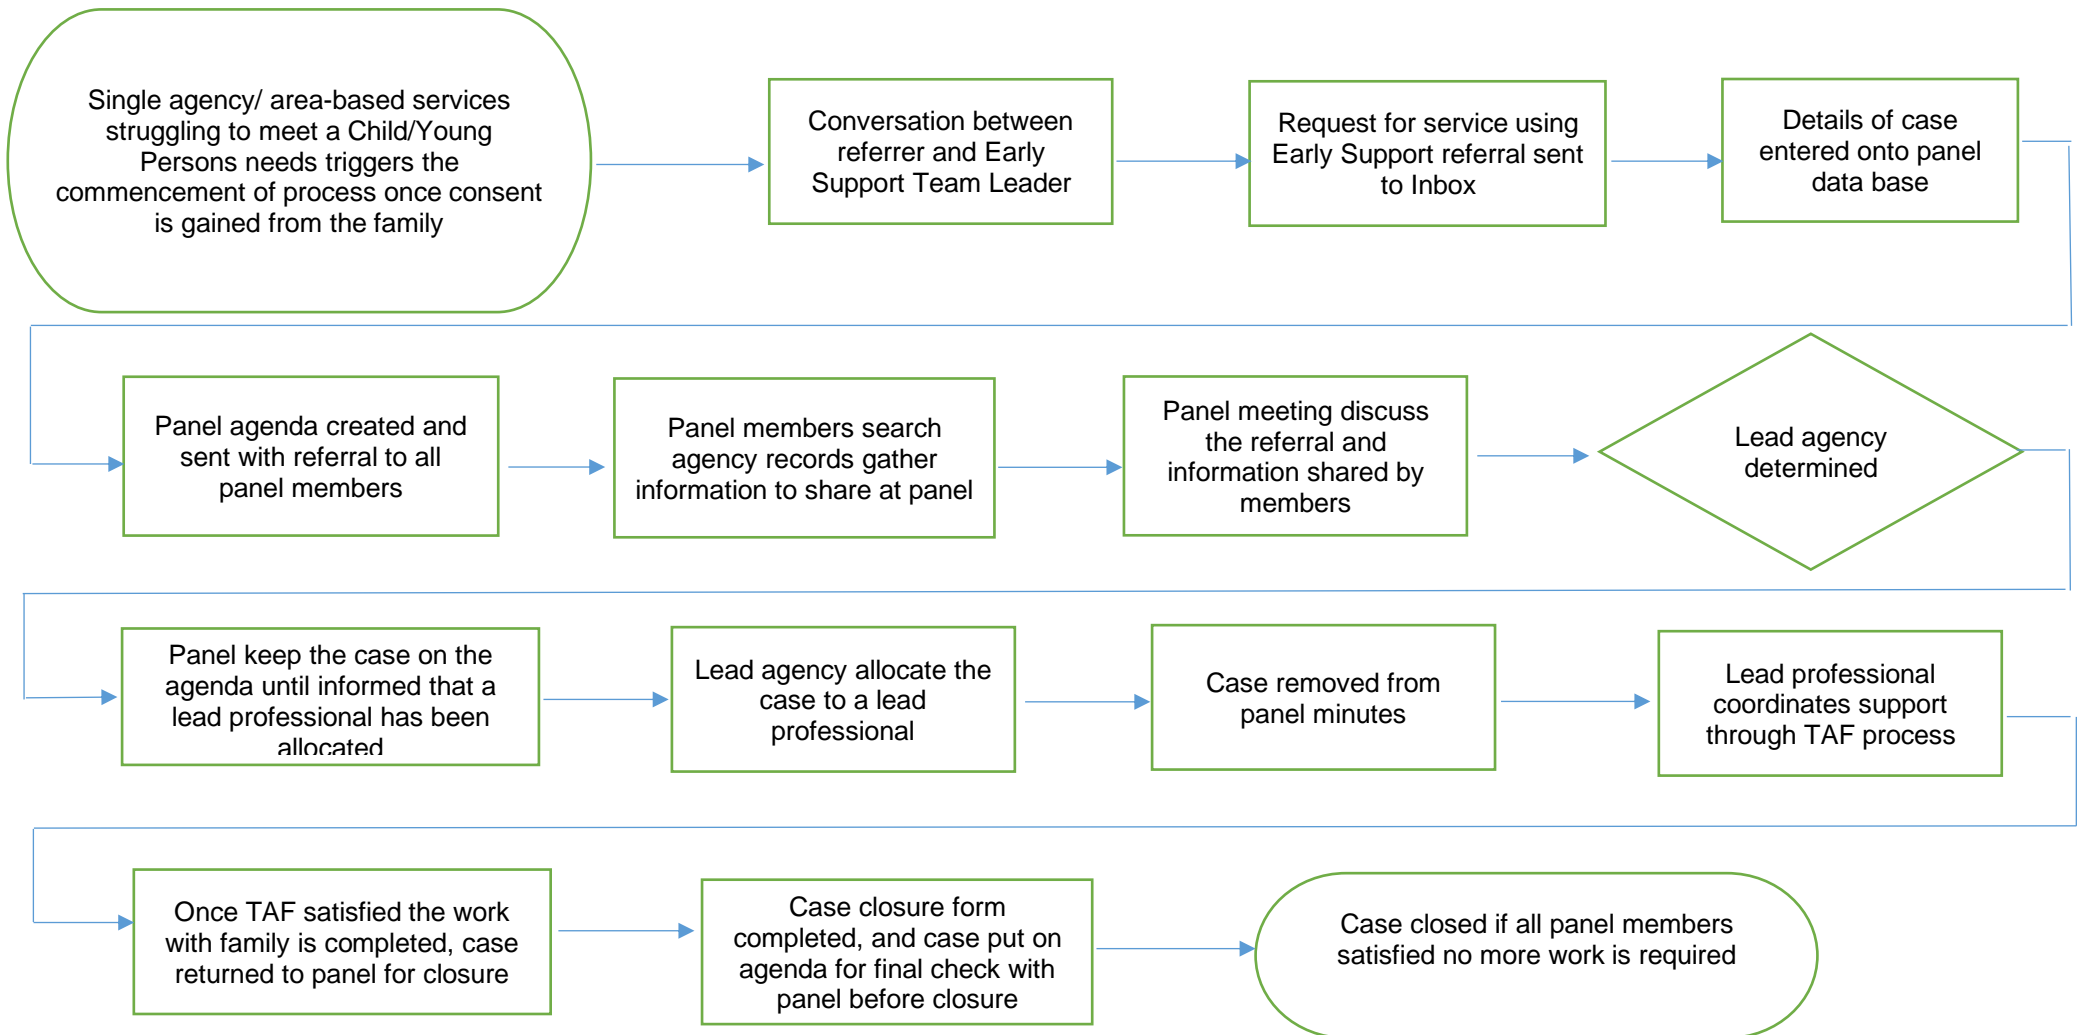 Single agency/ area-based services
struggling to meet a Child/Young
Persons needs triggers the
commencement of process once consent
is gained from the family
Conversation between
referrer and Early
Support Team Leader
Request for service using
Early Support referral sent
to Inbox
Details of case
entered onto panel
data base
Panel agenda created and
sent with referral to all
panel members
Panel members search
agency records gather
information to share at panel
Panel meeting discuss
the referral and
information shared by
members
Lead agency
determined
Panel keep the case on the
agenda until informed that a
lead professional has been
allocated
Lead agency allocate the
case to a lead
professional
Case removed from
panel minutes
Lead professional
coordinates support
through TAF process
Once TAF satisfied the work
with family is completed, case
returned to panel for closure
Case closure form
completed, and case put on
agenda for final check with
panel before closure
Case closed if all panel members
satisfied no more work is required